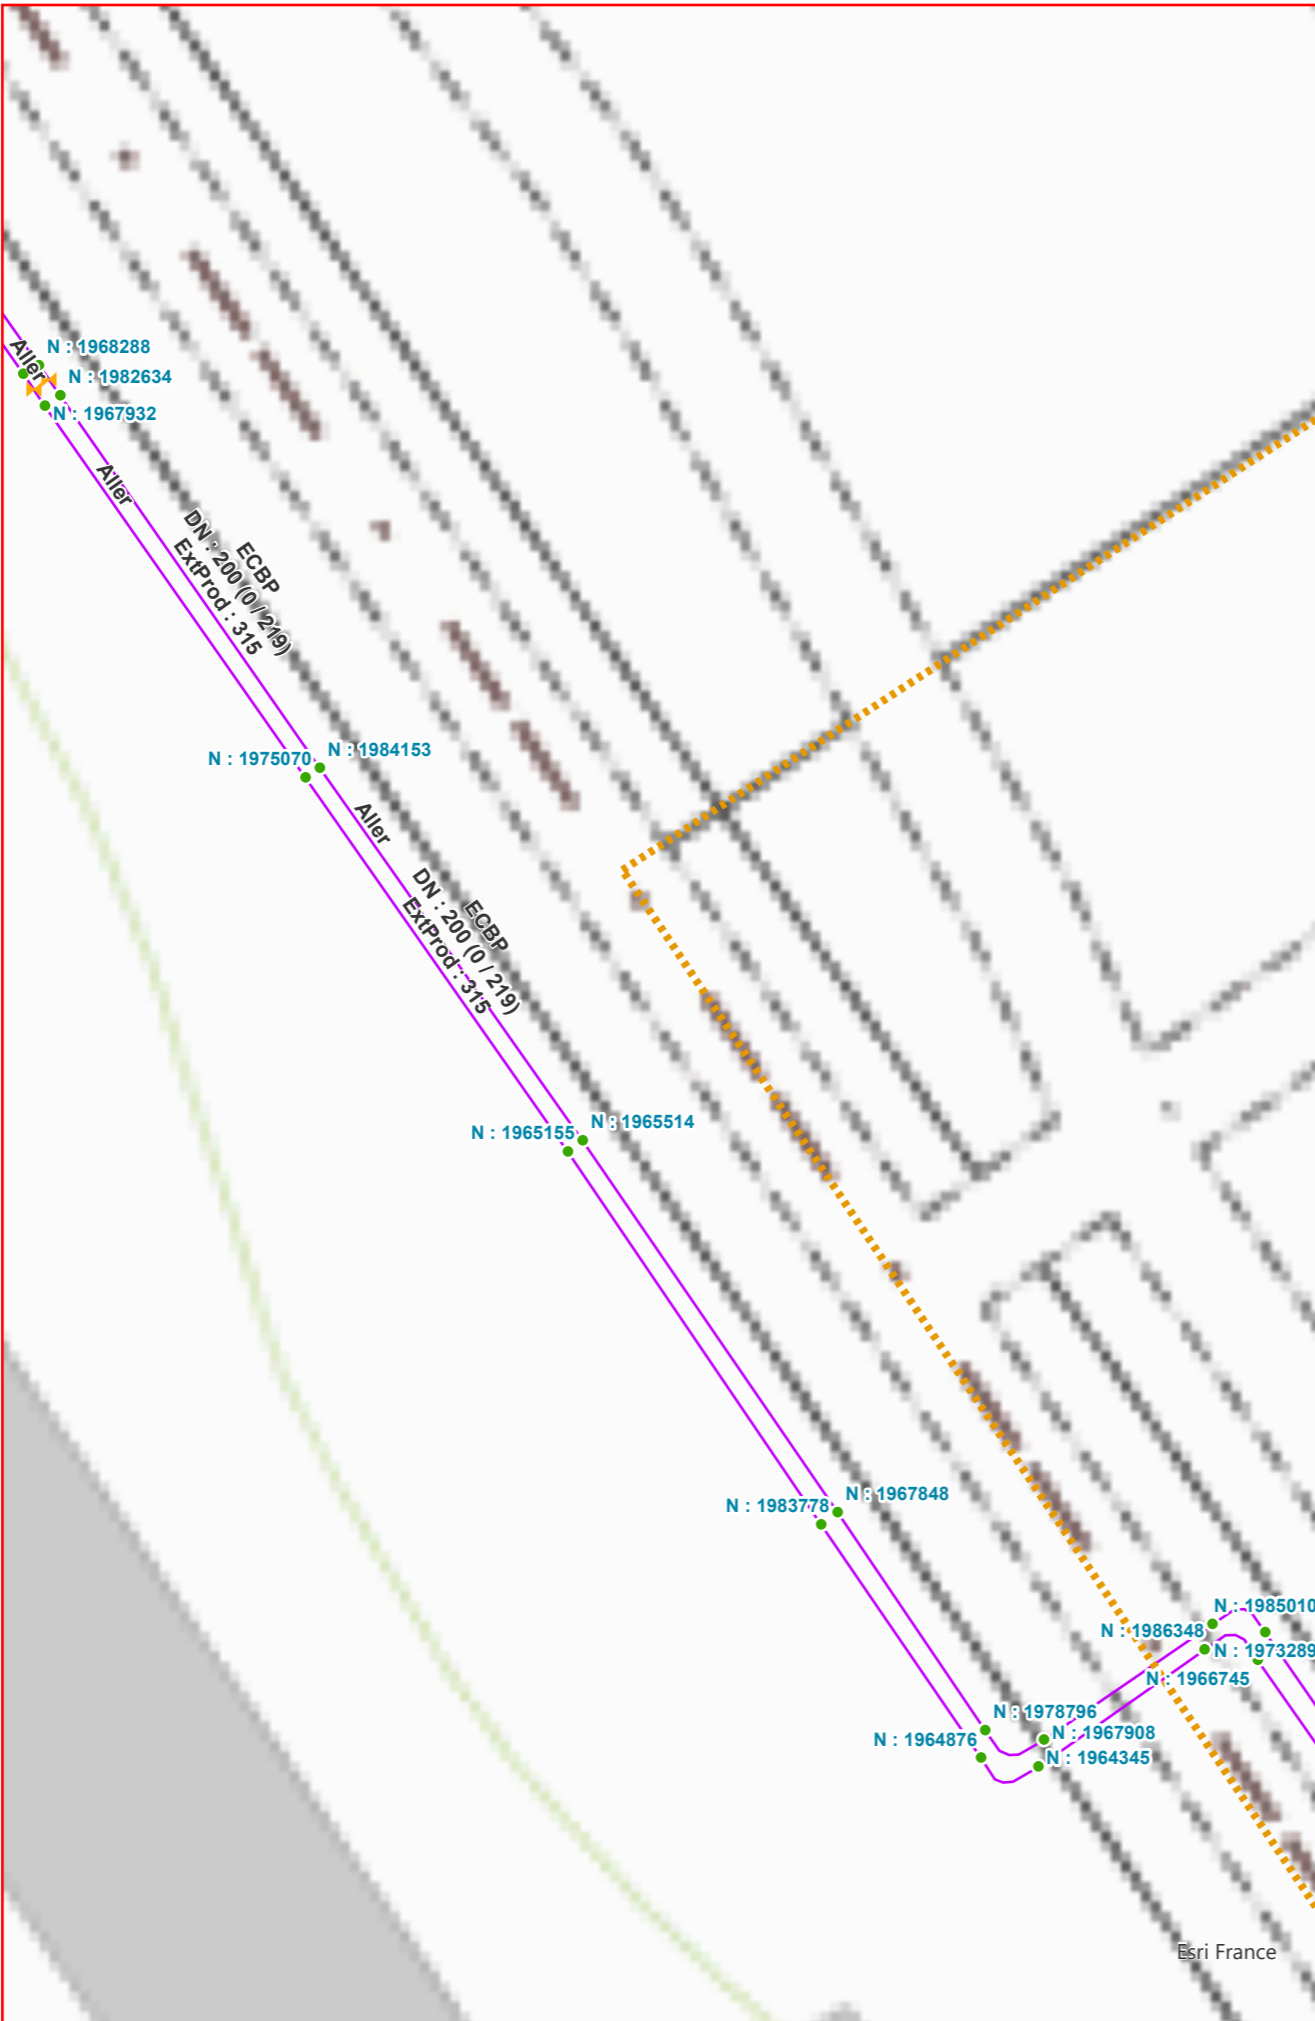 N : 1968288
Aller
N : 1982634
N : 1967932
Aller
ECBP
DN : 200 (0 / 219)
ExtProd : 315
N : 1984153
N : 1975070
Aller
ECBP
DN : 200 (0 / 219)
ExtProd : 315
N : 1965514
N : 1965155
N : 1967848
N : 1983778
N : 1985010
N : 1986348
N : 1973289
N : 1966745
N : 1978796
N : 1967908
N : 1964876
N : 1964345
Esri France